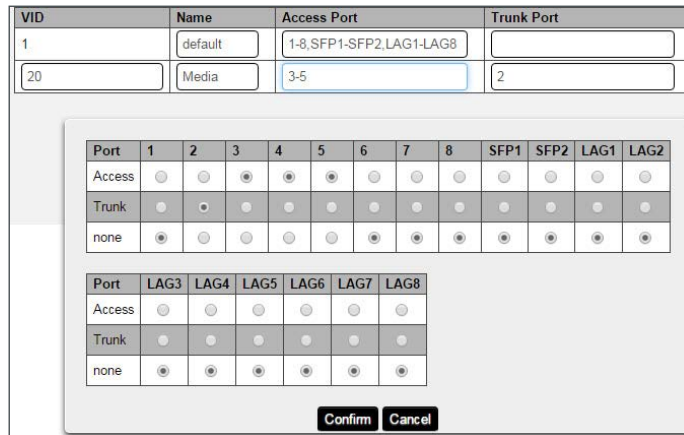 VID Name Access Port Trunk Port
1 default 1-8,SFP1-SFP2,LAG1-LAG8
20 Media 3-5 2
Port 1 2 3 4 5 6 7 8 SFP1 SFP2 LAG1 LAG2
Access
Trunk
none
Port LAG3 LAG4 LAG5 LAG6 LAG7 LAG8
Access
Trunk
none
Confirm Cancel